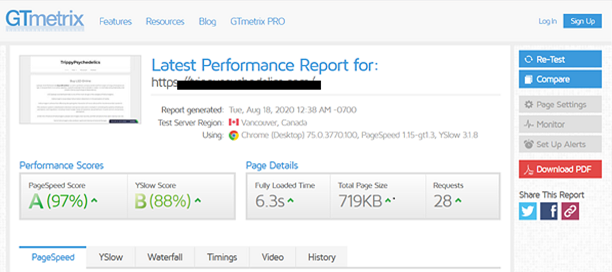 GTmetrix Features Resources Blog GTmetrix PRO Log In Sign Up
TrippyPsychedelics
Latest Performance Report for:
Report generated: Tue, Aug 18, 2020 12:38 AM -0700
Test Server Region: Vancouver, Canada
Using: Chrome (Desktop) 75.0.3770.100, PageSpeed 1.15-gt1.3, YSlow 3.1.8
Re-Test
Compare
Page Settings
Monitor
Set Up Alerts
Download PDF
Share This Report
Performance Scores
PageSpeed Score YSlow Score
A (97%) B (88%)
Page Details
Fully Loaded Time Total Page Size Requests
6.3s 719KB 28
PageSpeed YSlow Waterfall Timings Video History